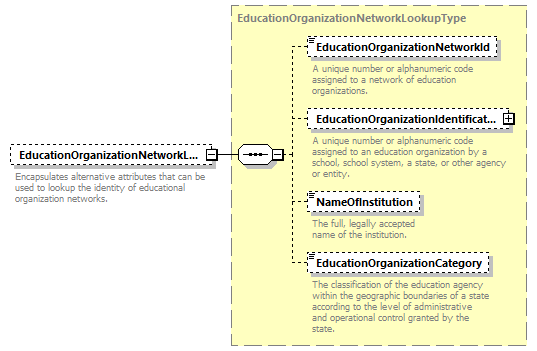 EducationOrganizationNetworkLookupType
EducationOrganizationNetworkId
A unique number or alphanumeric code
assigned to a network of education
organizations.
EducationOrganizationIdentificat...
A unique number or alphanumeric code
assigned to an education organization by a
school, school system, a state, or other agency
or entity.
EducationOrganizationNetworkL...
Encapsulates alternative attributes that can be
used to lookup the identity of educational
organization networks.
NameOfInstitution
The full, legally accepted
name of the institution.
EducationOrganizationCategory
The classification of the education agency
within the geographic boundaries of a state
according to the level of administrative
and operational control granted by the
state.